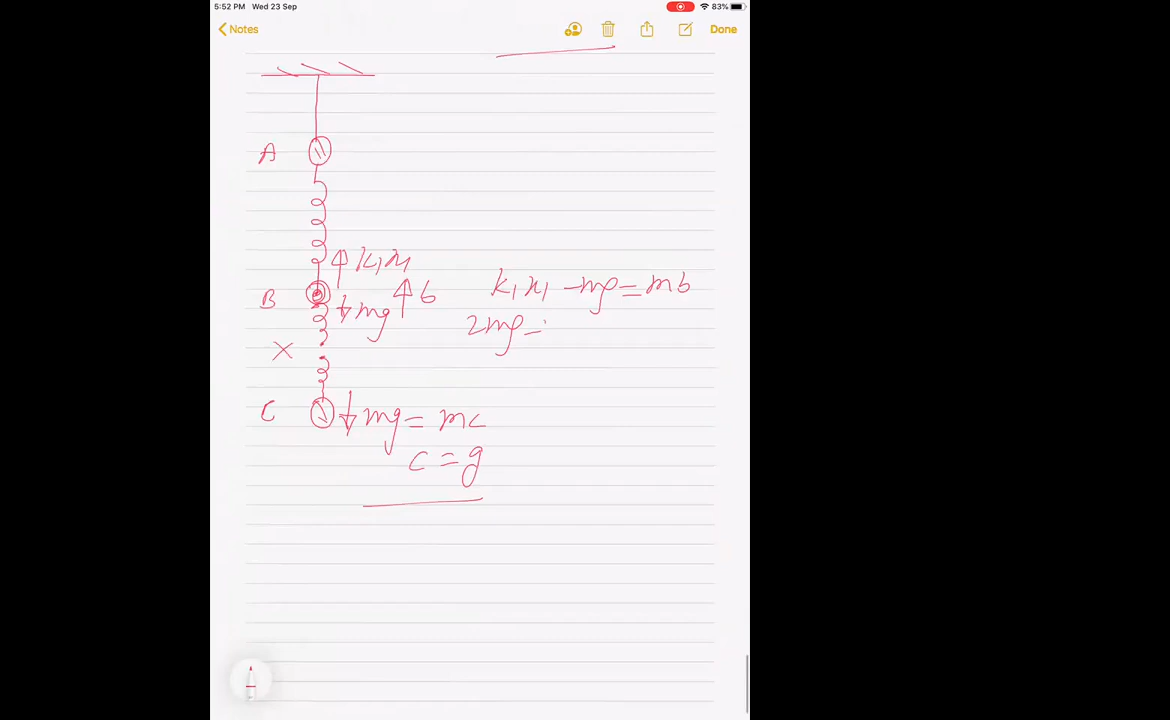 5:52 PM Wed 23 Sep
83%
Notes
Done
A
k₁x₁
B
b
mg
k₁x₁ - mg = mb
2mg -
X
C
mg = mc
c = g